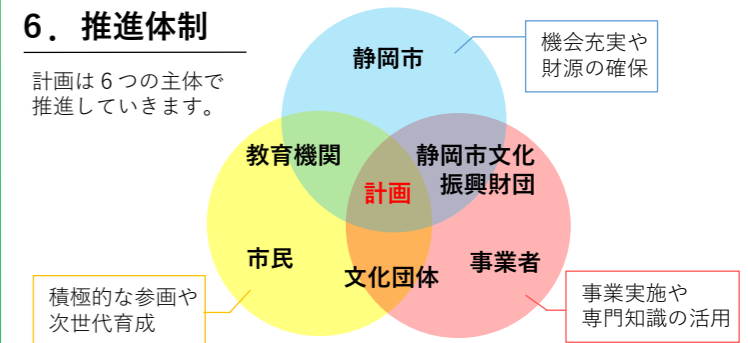 6．推進体制
計画は６つの主体で
推進していきます。
静岡市
機会充実や
財源の確保
教育機関
静岡市文化
振興財団
計画
市民
文化団体
事業者
積極的な参画や
次世代育成
事業実施や
専門知識の活用